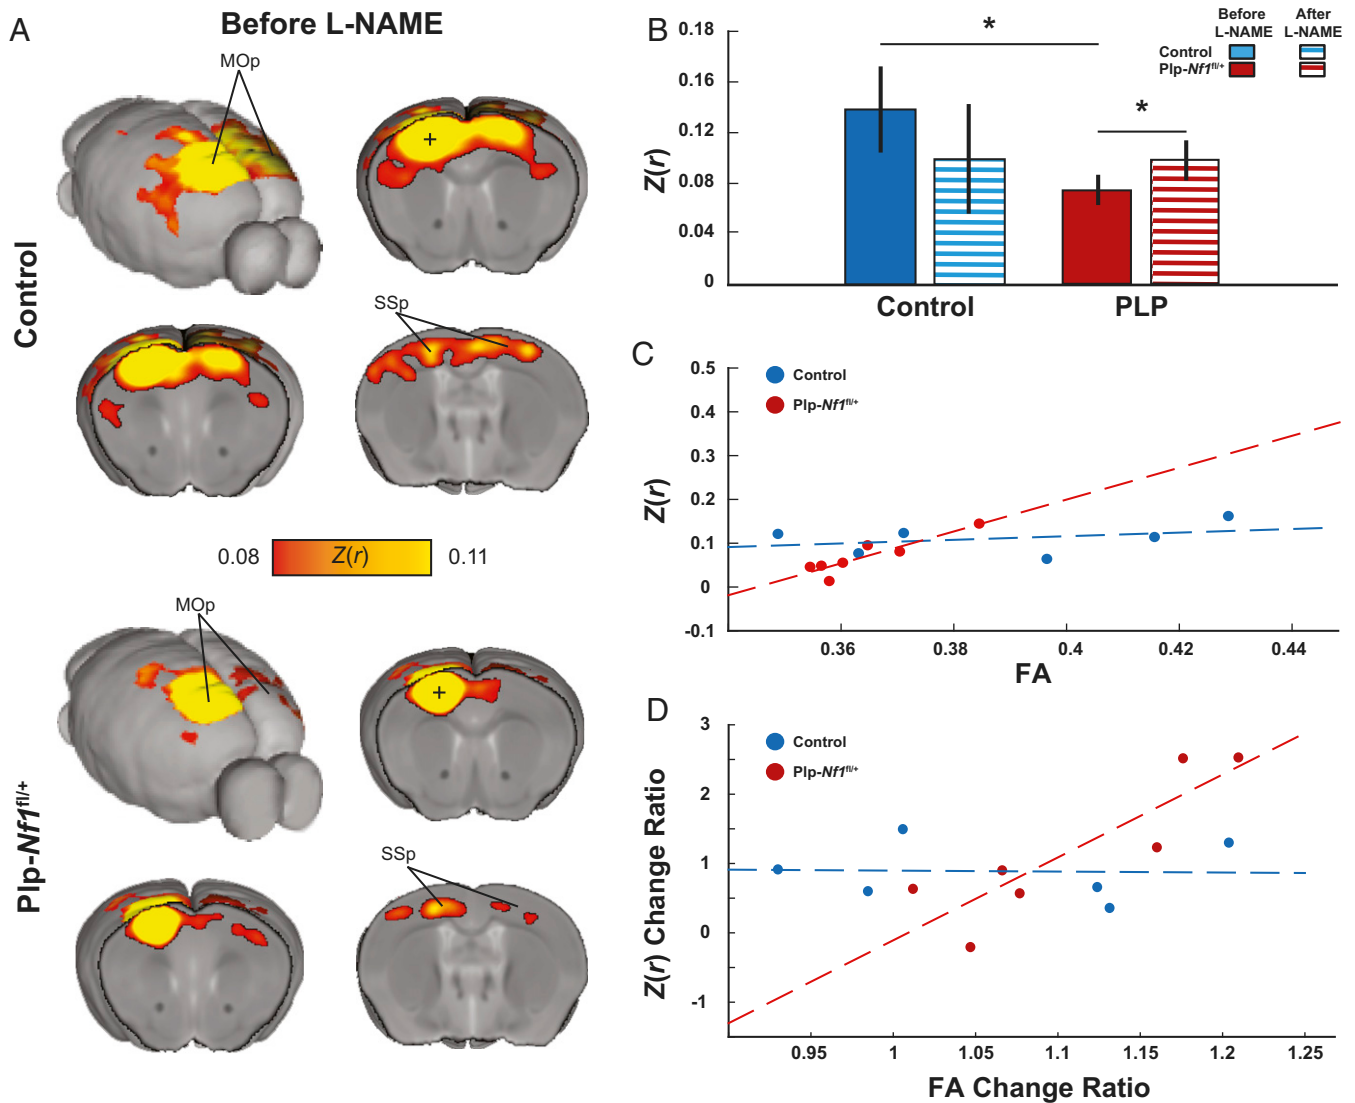 A
Before L-NAME
MOp
Control
SSp
0.08 Z(r) 0.11
MOp
Plp-Nf1fl/+
SSp
B
Before L-NAME
After L-NAME
Control
Plp-Nf1fl/+
*
*
Z(r)
0.18
0.16
0.12
0.08
0.04
0
Control PLP
C
Control
Plp-Nf1fl/+
Z(r)
0.5
0.4
0.3
0.2
0.1
0
-0.1
0.36 0.38 0.4 0.42 0.44
FA
D
Control
Plp-Nf1fl/+
Z(r) Change Ratio
3
2
1
0
-1
0.95 1 1.05 1.1 1.15 1.2 1.25
FA Change Ratio